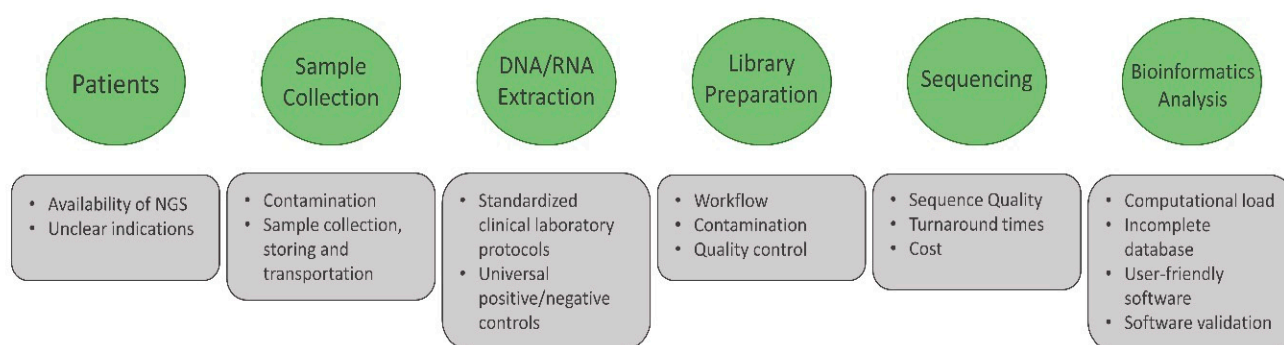 Patients
Sample
Collection
DNA/RNA
Extraction
Library
Preparation
Sequencing
Bioinformatics
Analysis
• Availability of NGS
• Unclear indications
• Contamination
• Sample collection,
storing and
transportation
• Standardized
clinical laboratory
protocols
• Universal
positive/negative
controls
• Workflow
• Contamination
• Quality control
• Sequence Quality
• Turnaround times
• Cost
• Computational load
• Incomplete
database
• User-friendly
software
• Software validation